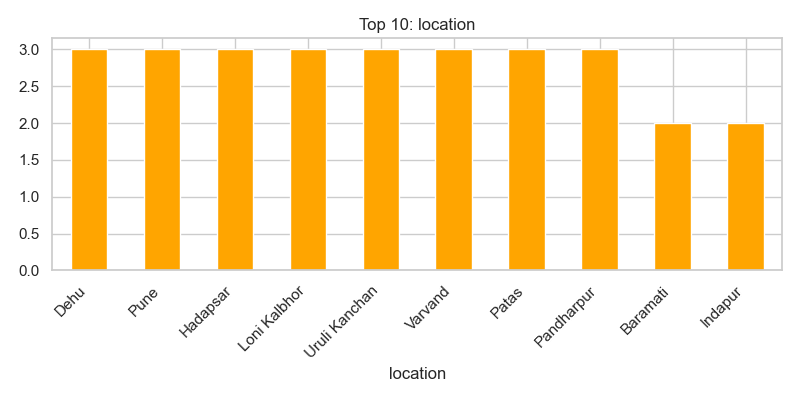 Top 10: location
3.0
2.5
2.0
1.5
1.0
0.5
0.0
Dehu
Pune
Hadapsar
Loni Kalbhor
Uruli Kanchan
Varvand
Patas
Pandharpur
Baramati
Indapur
location